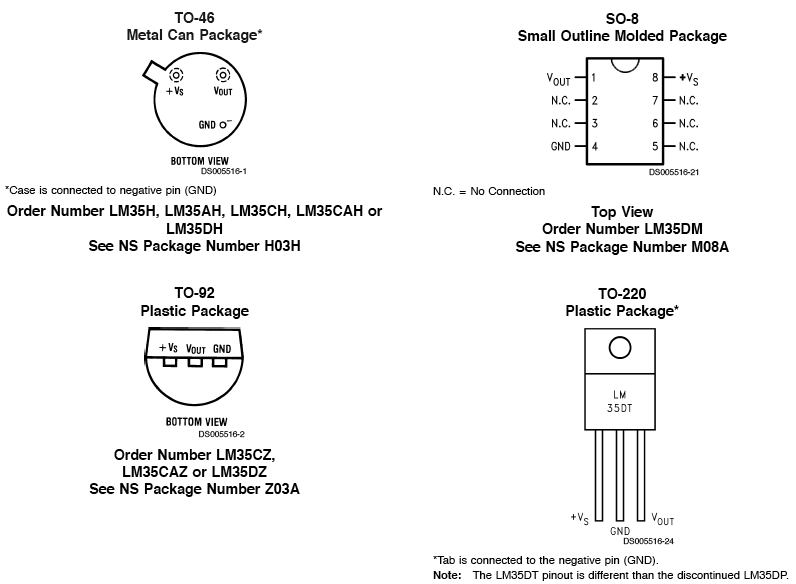 TO-46
Metal Can Package*
+VS
VOUT
GND
−
BOTTOM VIEW
DS005516-1
*Case is connected to negative pin (GND)
Order Number LM35H, LM35AH, LM35CH, LM35CAH or
LM35DH
See NS Package Number H03H
SO-8
Small Outline Molded Package
VOUT 1 8 +VS
N.C. 2 7 N.C.
N.C. 3 6 N.C.
GND 4 5 N.C.
DS005516-21
N.C. = No Connection
Top View
Order Number LM35DM
See NS Package Number M08A
TO-92
Plastic Package
+VS VOUT GND
BOTTOM VIEW
DS005516-2
Order Number LM35CZ,
LM35CAZ or LM35DZ
See NS Package Number Z03A
TO-220
Plastic Package*
LM
35DT
+VS
GND
VOUT
DS005516-24
*Tab is connected to the negative pin (GND).
Note: The LM35DT pinout is different than the discontinued LM35DP.